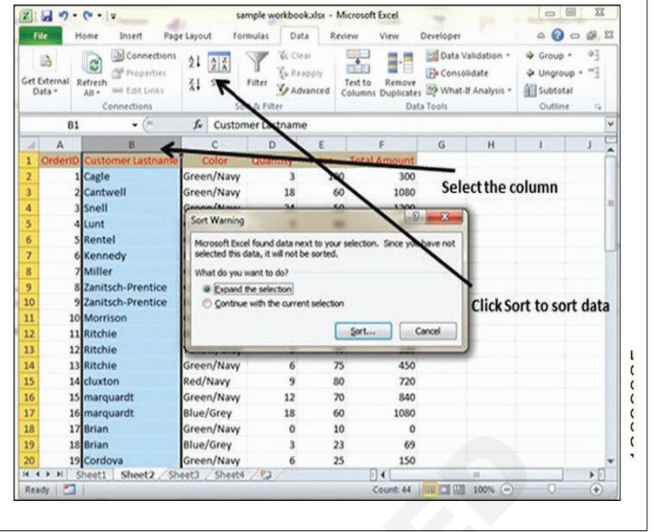 sample workbook.xlsx - Microsoft Excel
File Home Insert Page Layout Formulas Data Review View Developer
Get External Data
Refresh All
Connections
Properties
Edit Links
Connections
Filter
Clear
Reapply
Advanced
Sort & Filter
Text to Columns
Remove Duplicates
Data Validation
Consolidate
What-If Analysis
Data Tools
Group
Ungroup
Subtotal
Outline
B1 fx Customer Lastname
A B C D E F G H I J
1 OrderID Customer Lastname Color Quantity Total Amount
2 1 Cagle Green/Navy 3 100 300
3 2 Cantwell Green/Navy 18 60 1080
4 3 Snell Green/Navy 24 50 1200
5 4 Lunt
6 5 Rentel
7 6 Kennedy
8 7 Miller
9 8 Zanitsch-Prentice
10 9 Zanitsch-Prentice
11 10 Morrison
12 11 Ritchie
13 12 Ritchie
14 13 Ritchie Green/Navy 6 75 450
15 14 cluxton Red/Navy 9 80 720
16 15 marquardt Green/Navy 12 70 840
17 16 marquardt Blue/Grey 18 60 1080
18 17 Brian Green/Navy 0 10 0
19 18 Brian Blue/Grey 3 23 69
20 19 Cordova Green/Navy 6 25 150
Select the column
Click Sort to sort data
Sort Warning
Microsoft Excel found data next to your selection. Since you have not
selected this data, it will not be sorted.
What do you want to do?
Expand the selection
Continue with the current selection
Sort... Cancel
Sheet1 Sheet2 Sheet3 Sheet4
Ready Count: 44 100%